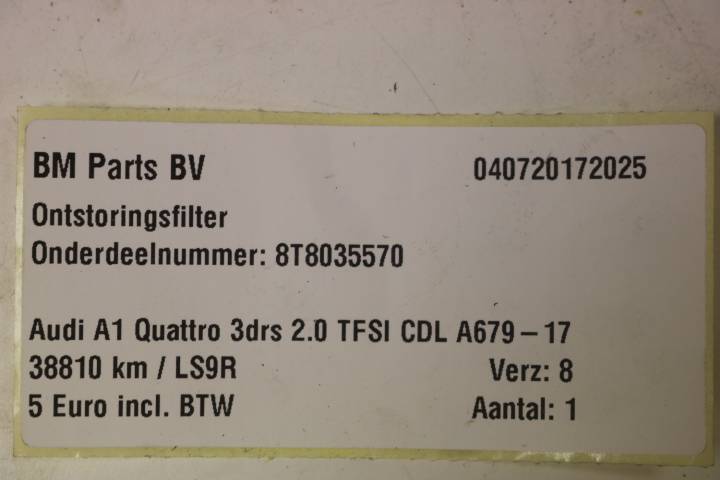 BM Parts BV 040720172025
Ontstoringsfilter
Onderdeelnummer: 8T8035570
Audi A1 Quattro 3drs 2.0 TFSI CDL A679 – 17
38810 km / LS9R Verz: 8
5 Euro incl. BTW Aantal: 1